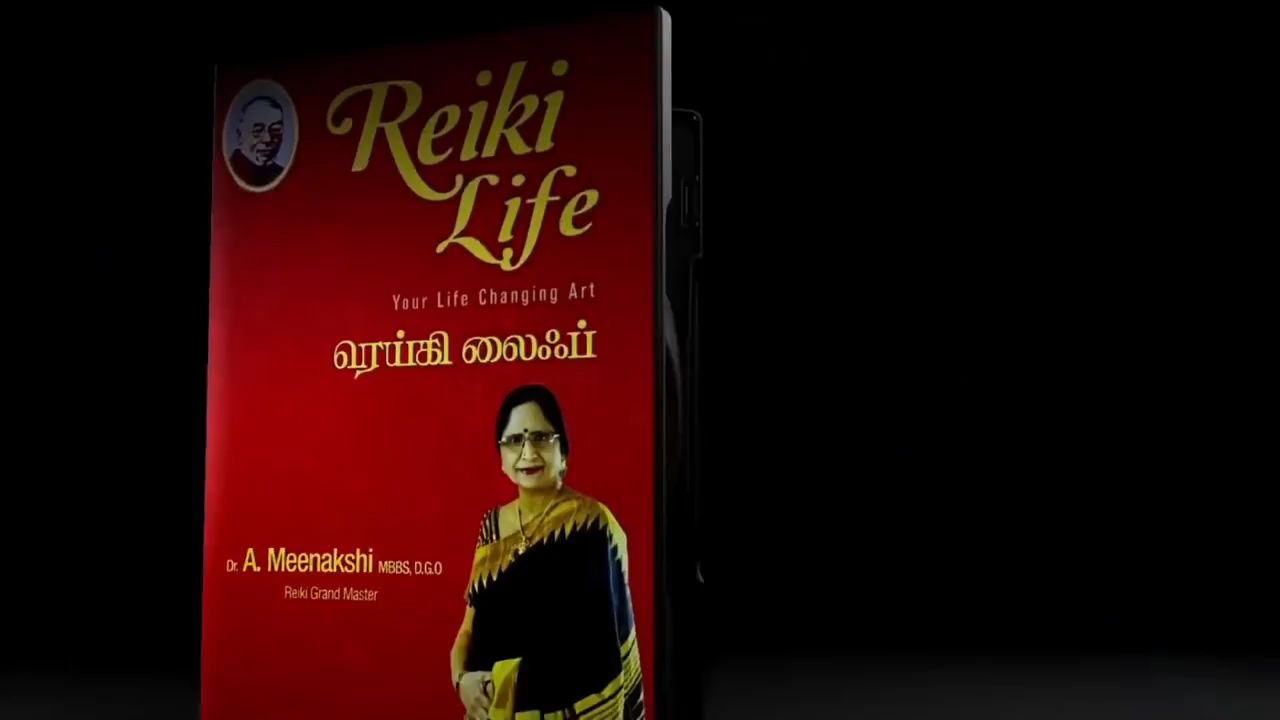 Reiki
Life
Your Life Changing Art
ரெய்கி லைஃப்
Dr. A. Meenakshi MBBS, D.G.O
Reiki Grand Master